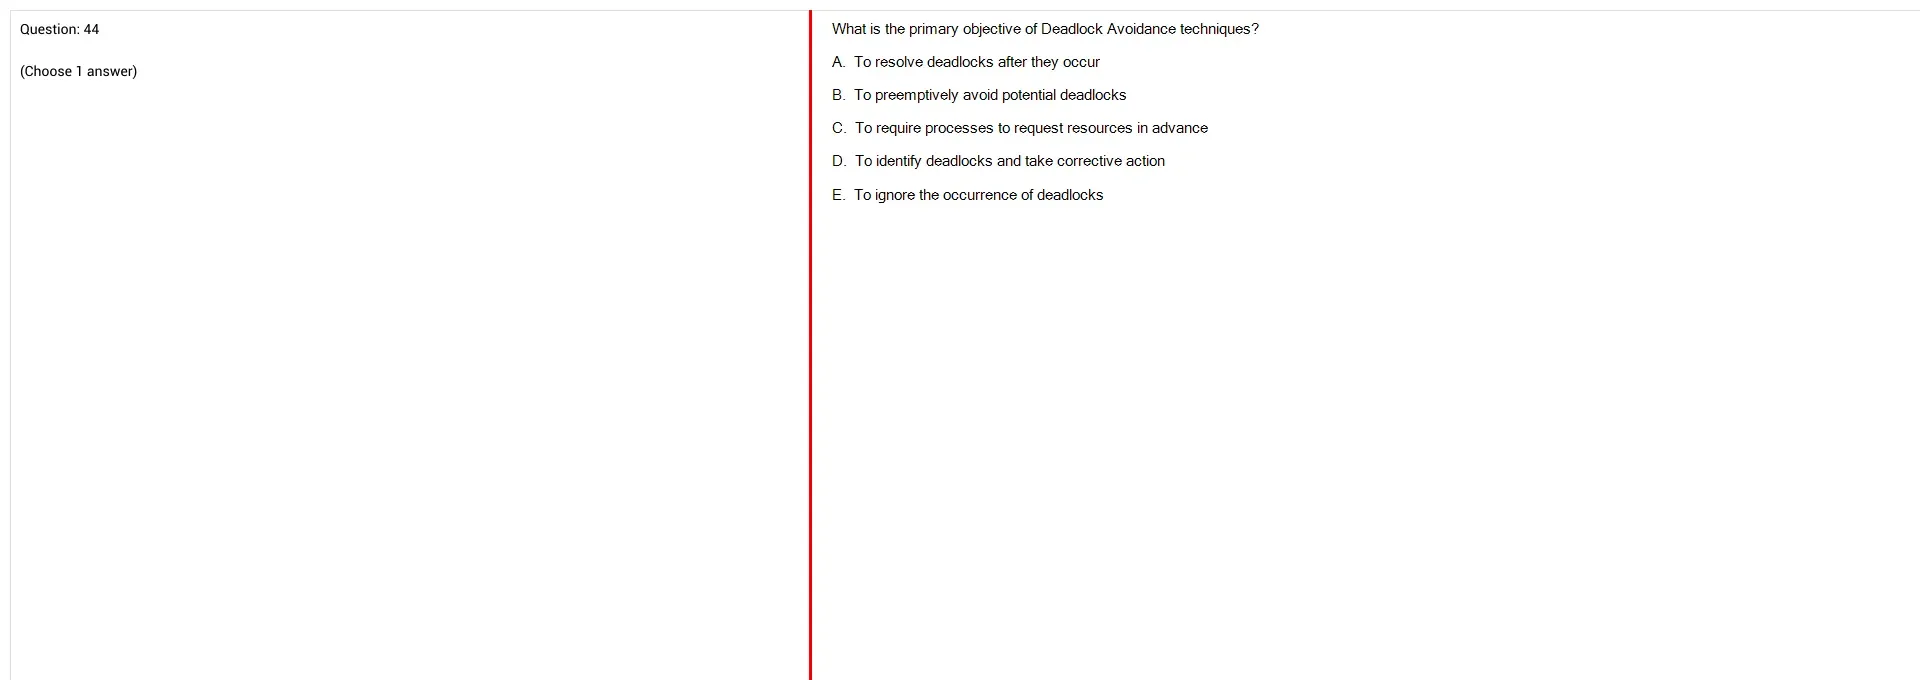 Question: 44
(Choose 1 answer)
What is the primary objective of Deadlock Avoidance techniques?
A. To resolve deadlocks after they occur
B. To preemptively avoid potential deadlocks
C. To require processes to request resources in advance
D. To identify deadlocks and take corrective action
E. To ignore the occurrence of deadlocks